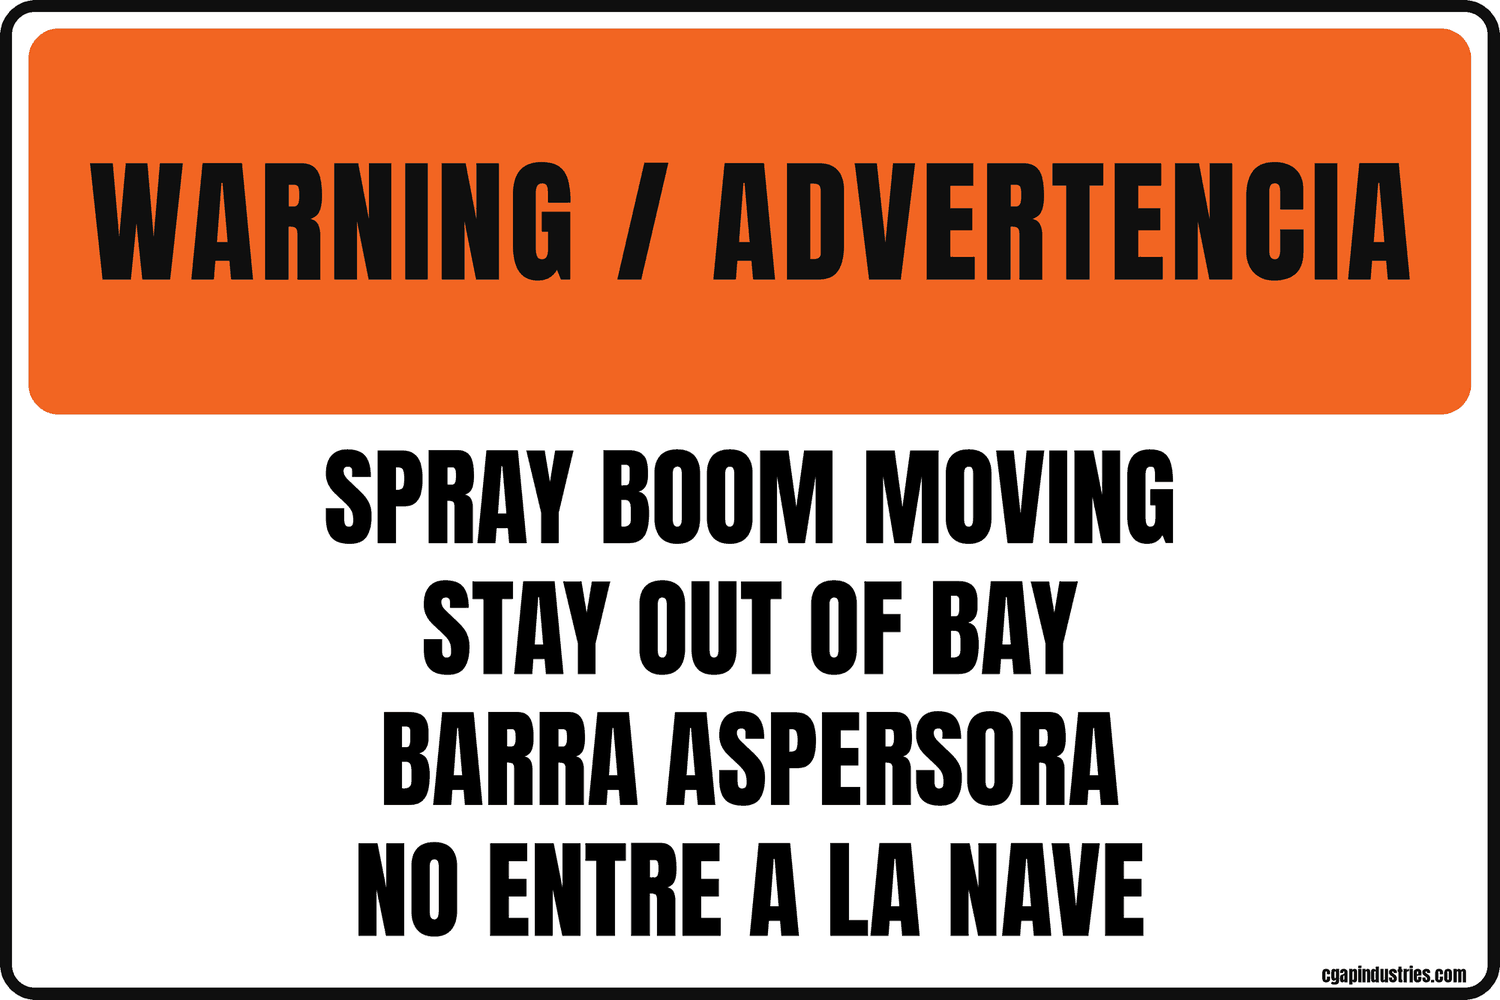 WARNING / ADVERTENCIA
SPRAY BOOM MOVING
STAY OUT OF BAY
BARRA ASPERSORA
NO ENTRE A LA NAVE
cgapindustries.com